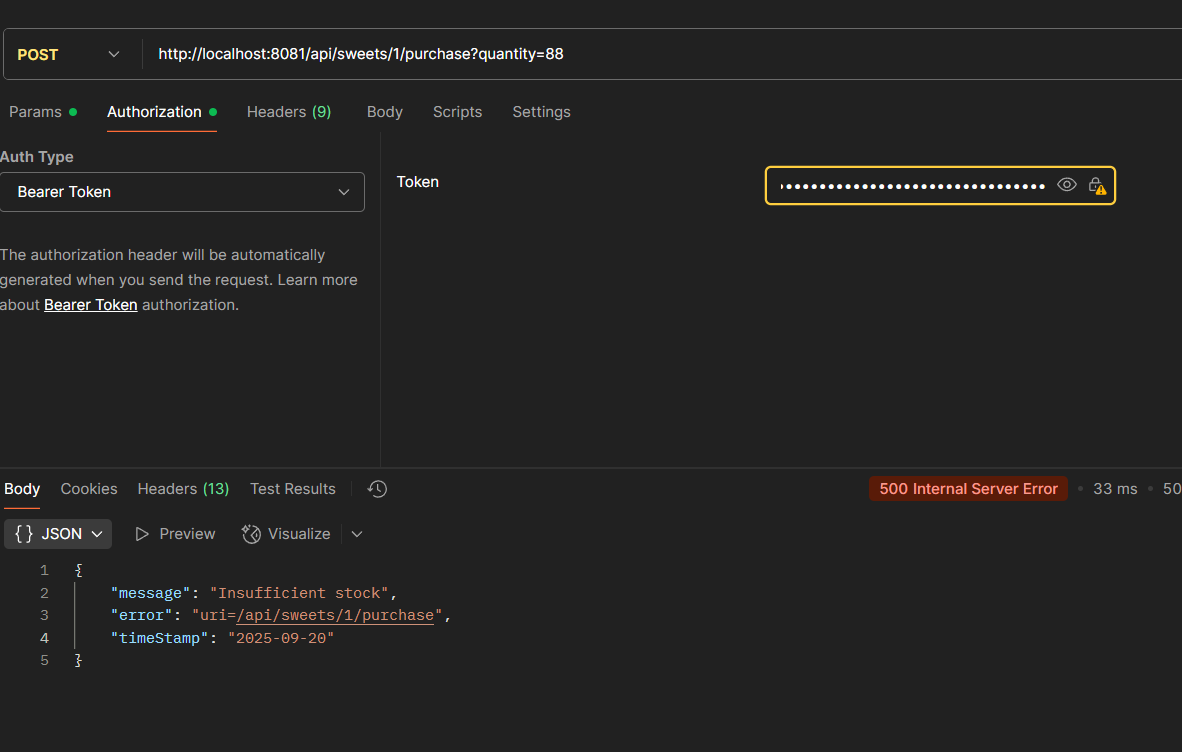 POST http://localhost:8081/api/sweets/1/purchase?quantity=88
Params Authorization Headers (9) Body Scripts Settings
Auth Type
Bearer Token
Token
The authorization header will be automatically
generated when you send the request. Learn more
about Bearer Token authorization.
Body Cookies Headers (13) Test Results 500 Internal Server Error • 33 ms • 50
{} JSON Preview Visualize
1 {
2 "message": "Insufficient stock",
3 "error": "uri=/api/sweets/1/purchase",
4 "timeStamp": "2025-09-20"
5 }